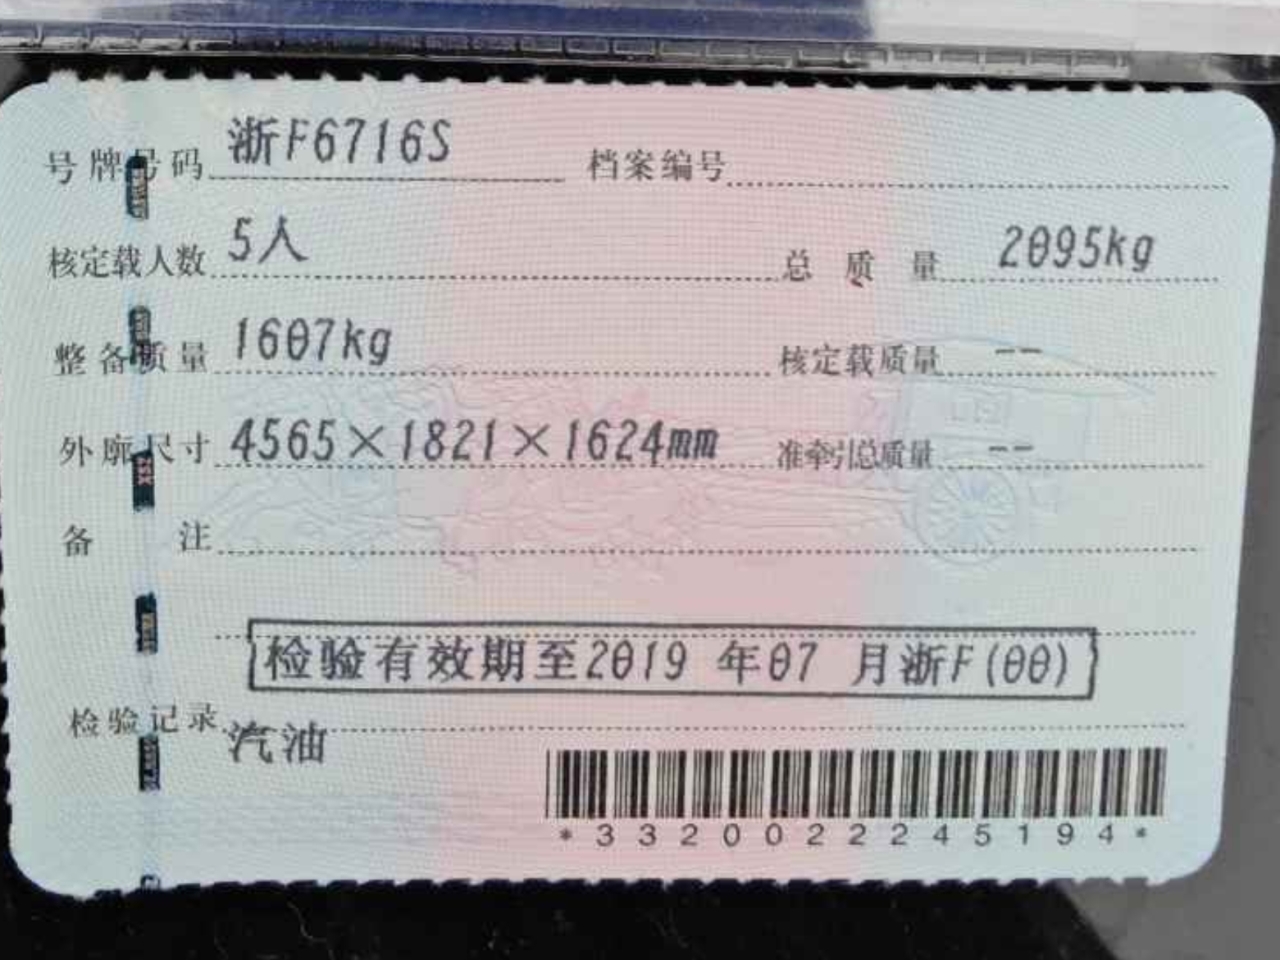 号牌号码 浙F6716S 档案编号
核定载人数 5人 总质量 2095kg
整备质量 1607kg 核定载质量 --
外廓尺寸 4565×1821×1624mm 准牵引总质量 --
备注
检验有效期至2019 年07 月浙F(00)
检验记录
汽油
*3320022245194*